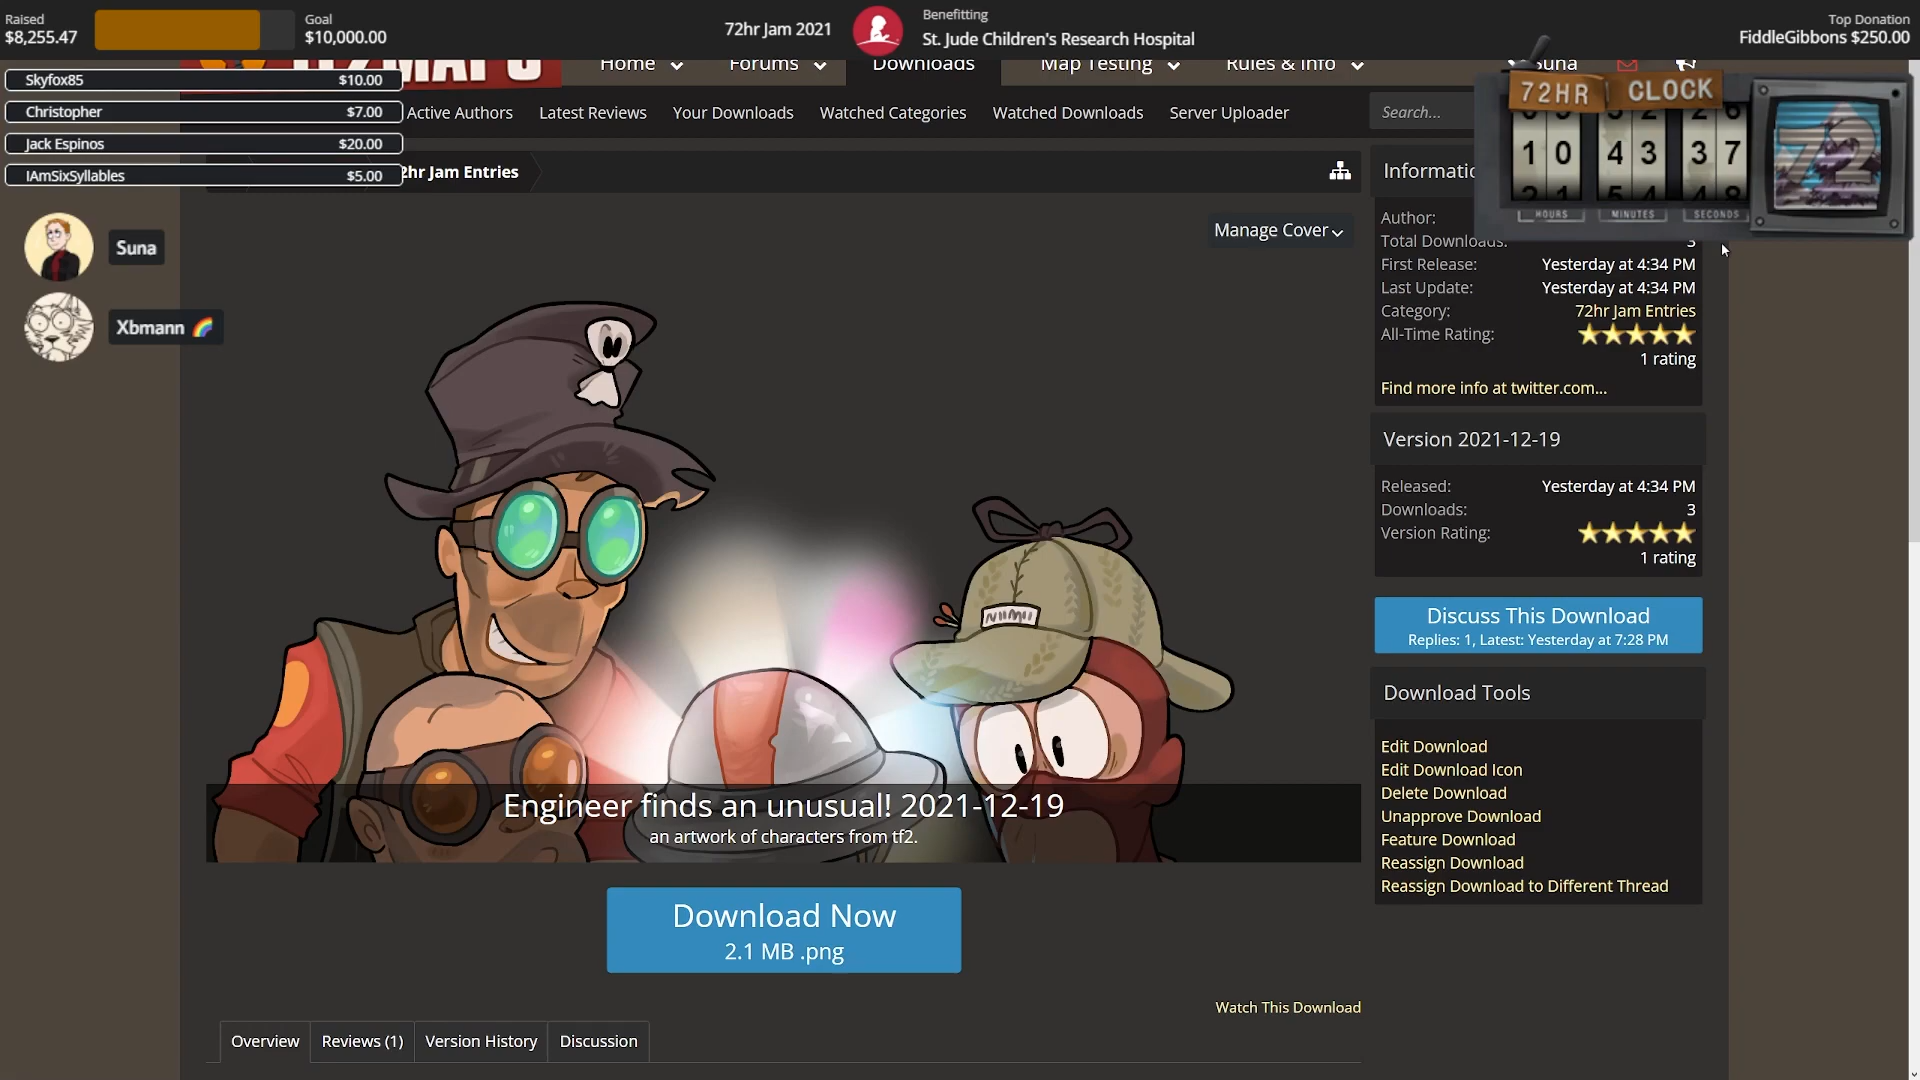 Raised
$8,255.47
Goal
$10,000.00
72hr Jam 2021
Benefitting
St. Jude Children's Research Hospital
Top Donation
FiddleGibbons $250.00
Skyfox85 $10.00
Christopher $7.00
Jack Espinos $20.00
IAmSixSyllables $5.00
Suna
Xbmann 🌈
Home
Forums
Downloads
Map Testing
Rules & Info
Suna
Active Authors
Latest Reviews
Your Downloads
Watched Categories
Watched Downloads
Server Uploader
Search...
72HR CLOCK
10 43 37
HOURS MINUTES SECONDS
72
2hr Jam Entries
Manage Cover
Informatio
Author:
Total Downloads: 3
First Release: Yesterday at 4:34 PM
Last Update: Yesterday at 4:34 PM
Category: 72hr Jam Entries
All-Time Rating:
1 rating
Find more info at twitter.com...
Version 2021-12-19
Released: Yesterday at 4:34 PM
Downloads: 3
Version Rating:
1 rating
Discuss This Download
Replies: 1, Latest: Yesterday at 7:28 PM
Download Tools
Edit Download
Edit Download Icon
Delete Download
Unapprove Download
Feature Download
Reassign Download
Reassign Download to Different Thread
Engineer finds an unusual! 2021-12-19
an artwork of characters from tf2.
Download Now
2.1 MB .png
Watch This Download
Overview
Reviews (1)
Version History
Discussion